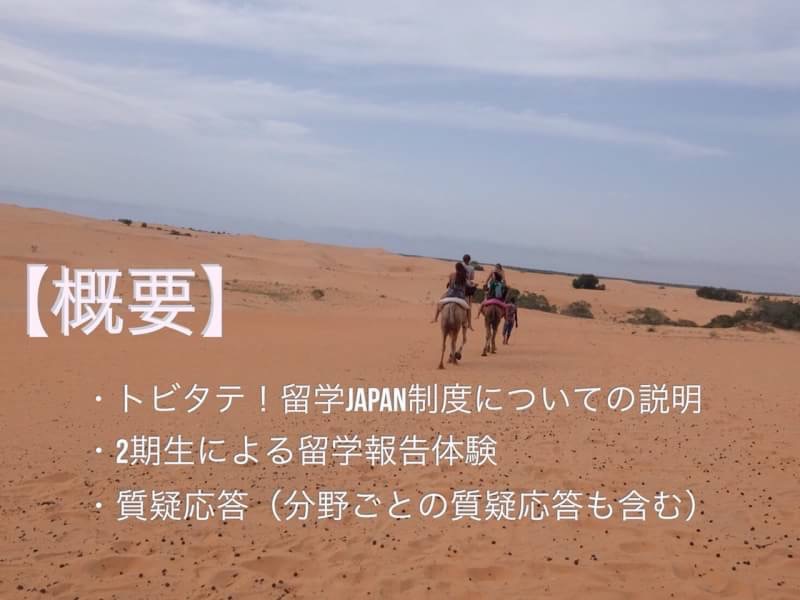 【概要】
・トビタテ！留学JAPAN制度についての説明
・2期生による留学報告体験
・質疑応答（分野ごとの質疑応答も含む）